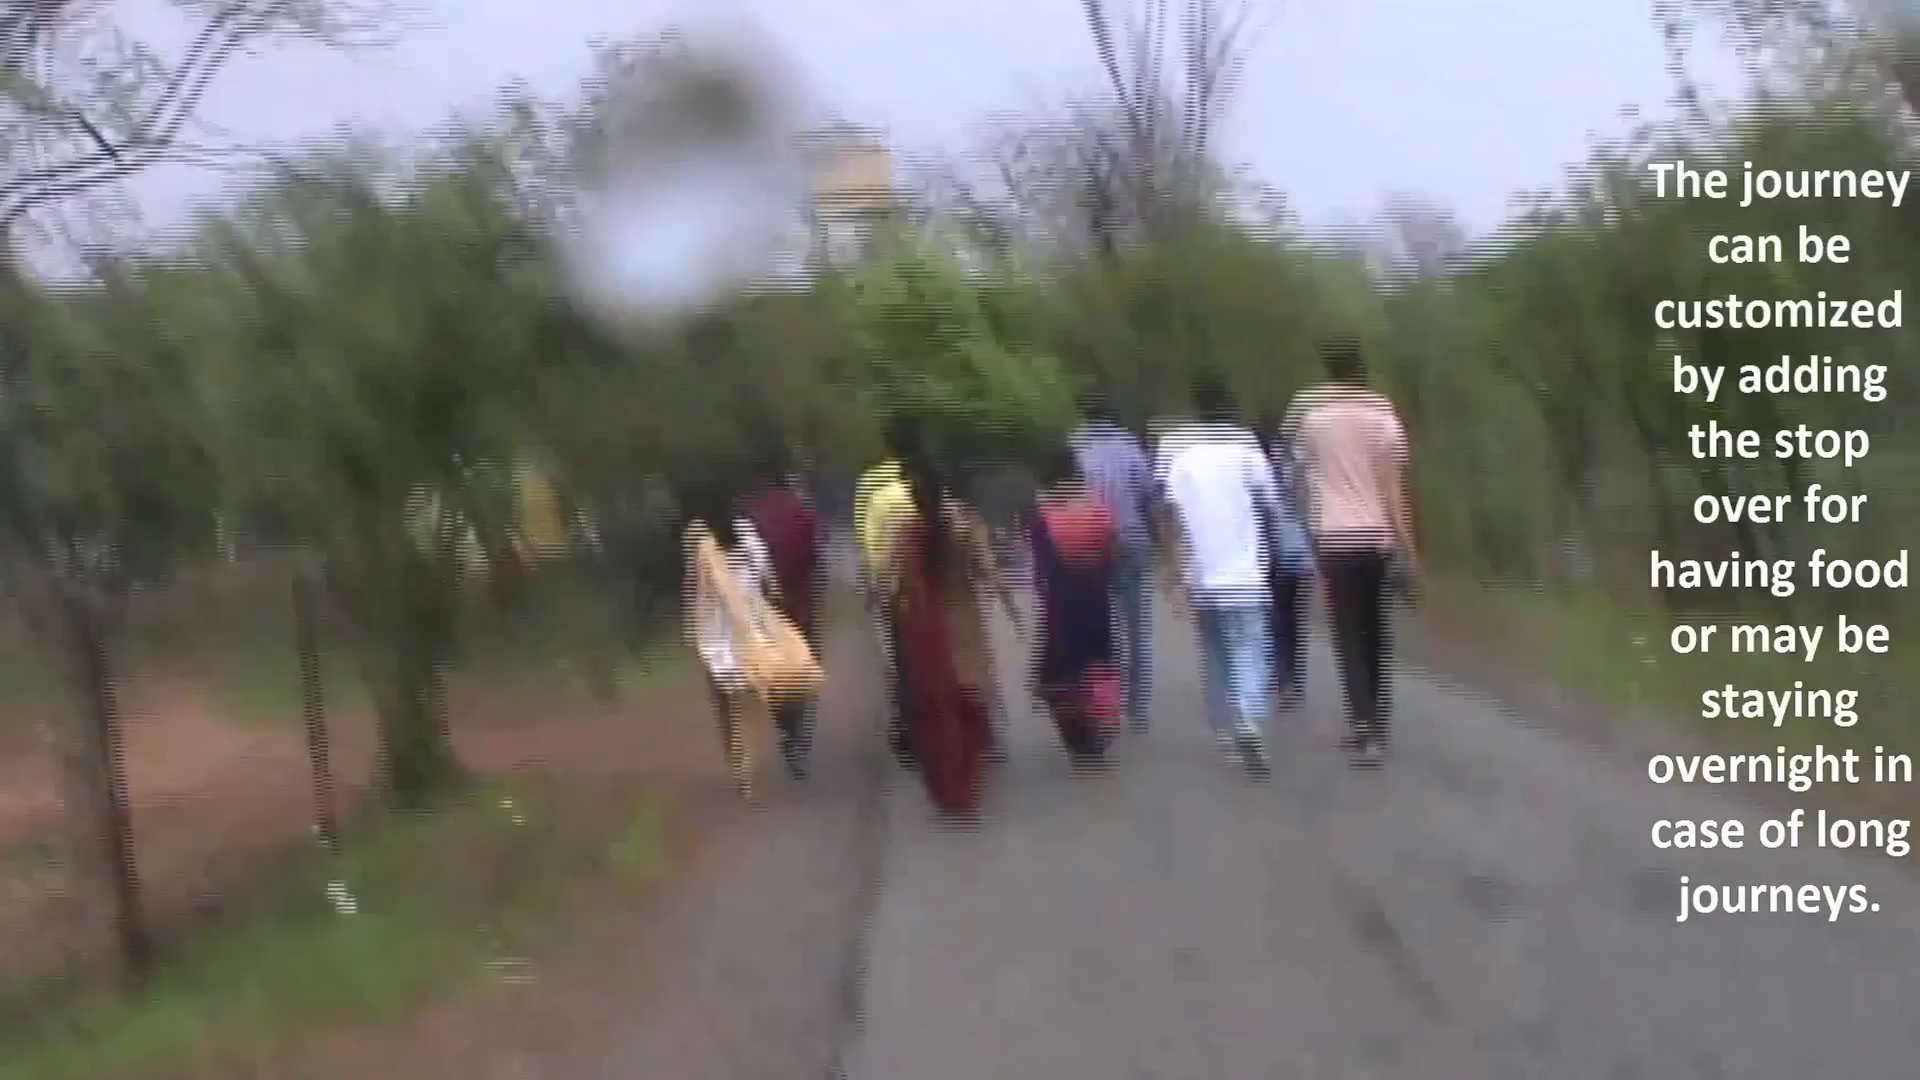 The journey
can be
customized
by adding
the stop
over for
having food
or may be
staying
overnight in
case of long
journeys.